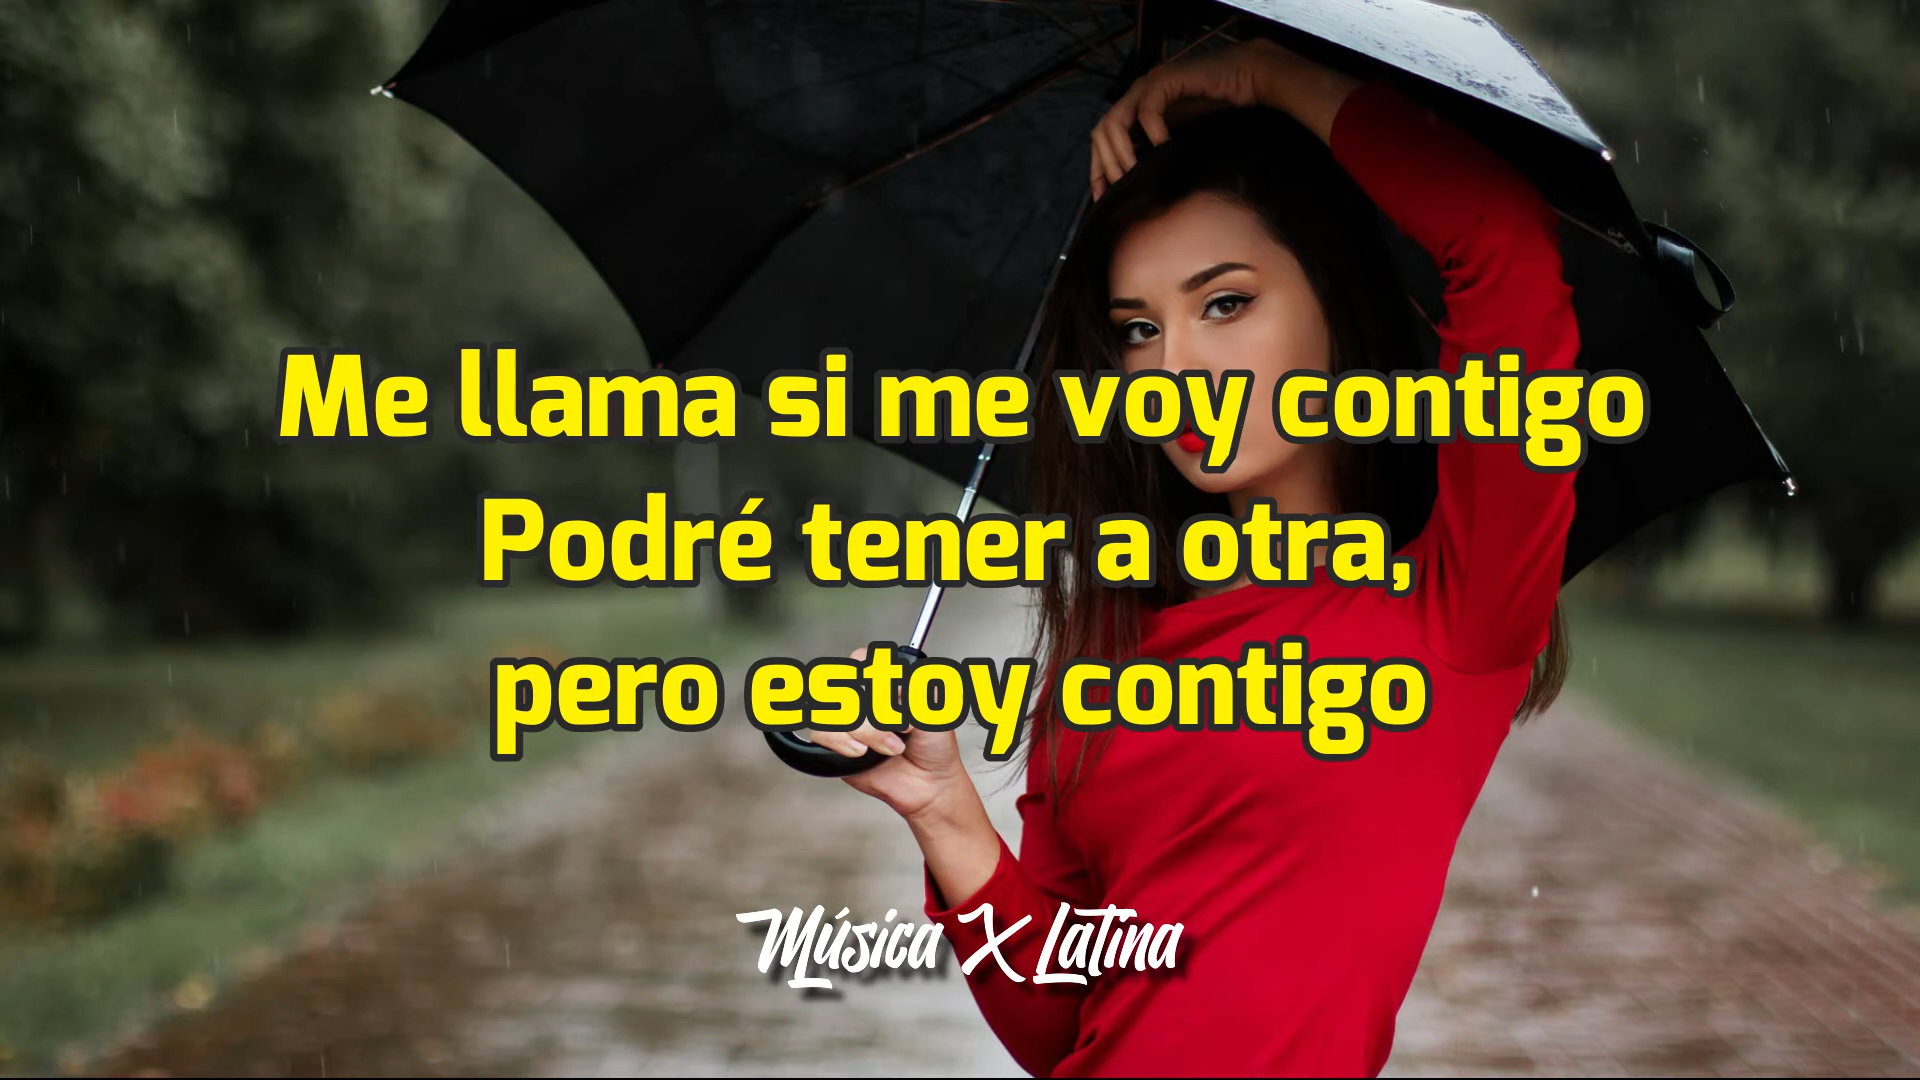 Me llama si me voy contigo
Podré tener a otra,
pero estoy contigo
Música X Latina